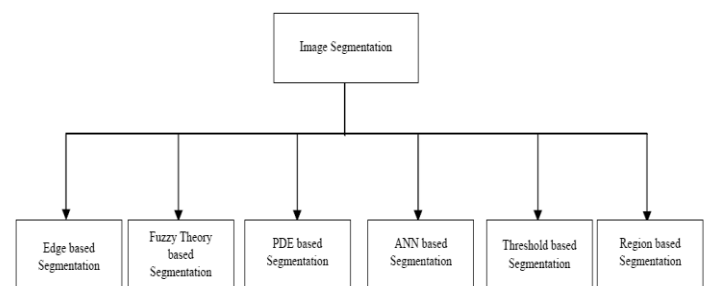 Image Segmentation
Edge based
Segmentation
Fuzzy Theory
based
Segmentation
PDE based
Segmentation
ANN based
Segmentation
Threshold based
Segmentation
Region based
Segmentation